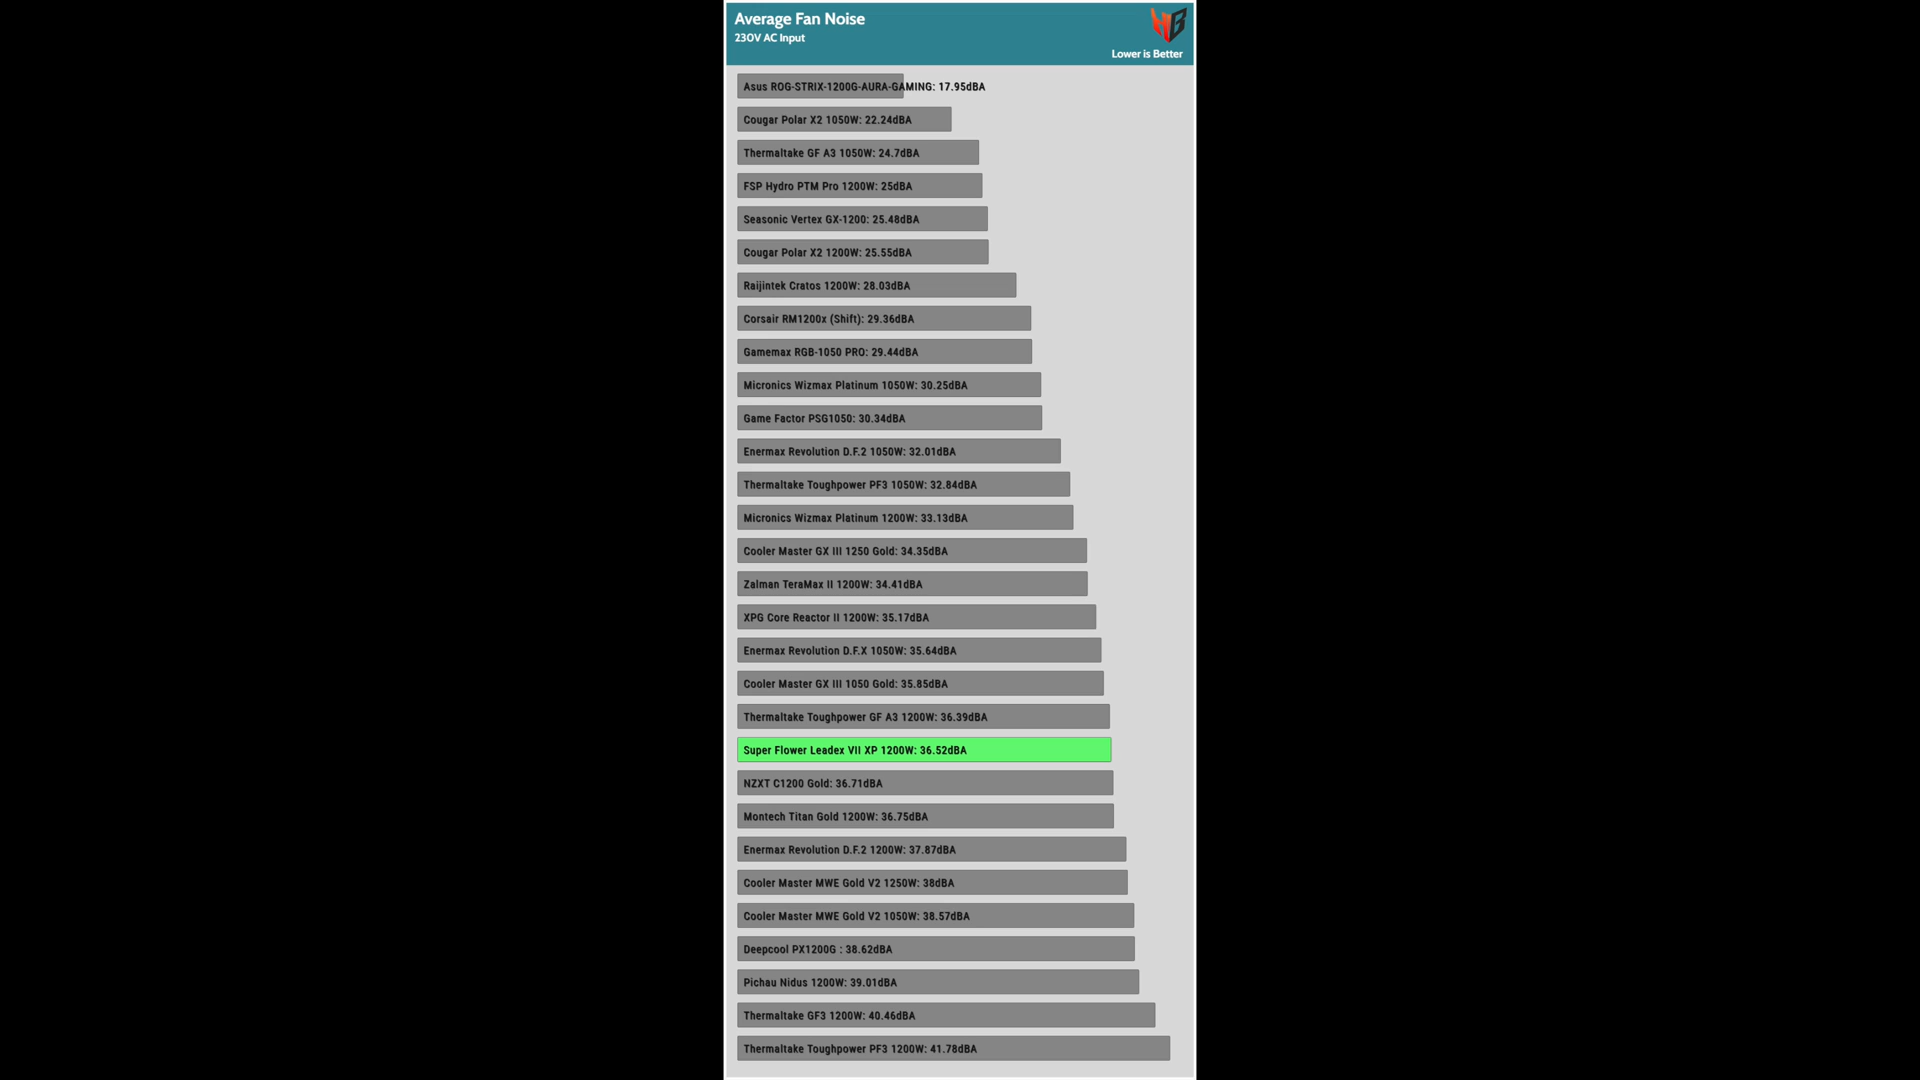 Average Fan Noise
230V AC Input
HB
Lower is Better
Asus ROG-STRIX-1200G-AURA-GAMING: 17.95dBA
Cougar Polar X2 1050W: 22.24dBA
Thermaltake GF A3 1050W: 24.7dBA
FSP Hydro PTM Pro 1200W: 25dBA
Seasonic Vertex GX-1200: 25.48dBA
Cougar Polar X2 1200W: 25.55dBA
Raijintek Cratos 1200W: 28.03dBA
Corsair RM1200x (Shift): 29.36dBA
Gamemax RGB-1050 PRO: 29.44dBA
Micronics Wizmax Platinum 1050W: 30.25dBA
Game Factor PSG1050: 30.34dBA
Enermax Revolution D.F.2 1050W: 32.01dBA
Thermaltake Toughpower PF3 1050W: 32.84dBA
Micronics Wizmax Platinum 1200W: 33.13dBA
Cooler Master GX III 1250 Gold: 34.35dBA
Zalman TeraMax II 1200W: 34.41dBA
XPG Core Reactor II 1200W: 35.17dBA
Enermax Revolution D.F.X 1050W: 35.64dBA
Cooler Master GX III 1050 Gold: 35.85dBA
Thermaltake Toughpower GF A3 1200W: 36.39dBA
Super Flower Leadex VII XP 1200W: 36.52dBA
NZXT C1200 Gold: 36.71dBA
Montech Titan Gold 1200W: 36.75dBA
Enermax Revolution D.F.2 1200W: 37.87dBA
Cooler Master MWE Gold V2 1250W: 38dBA
Cooler Master MWE Gold V2 1050W: 38.57dBA
Deepcool PX1200G : 38.62dBA
Pichau Nidus 1200W: 39.01dBA
Thermaltake GF3 1200W: 40.46dBA
Thermaltake Toughpower PF3 1200W: 41.78dBA